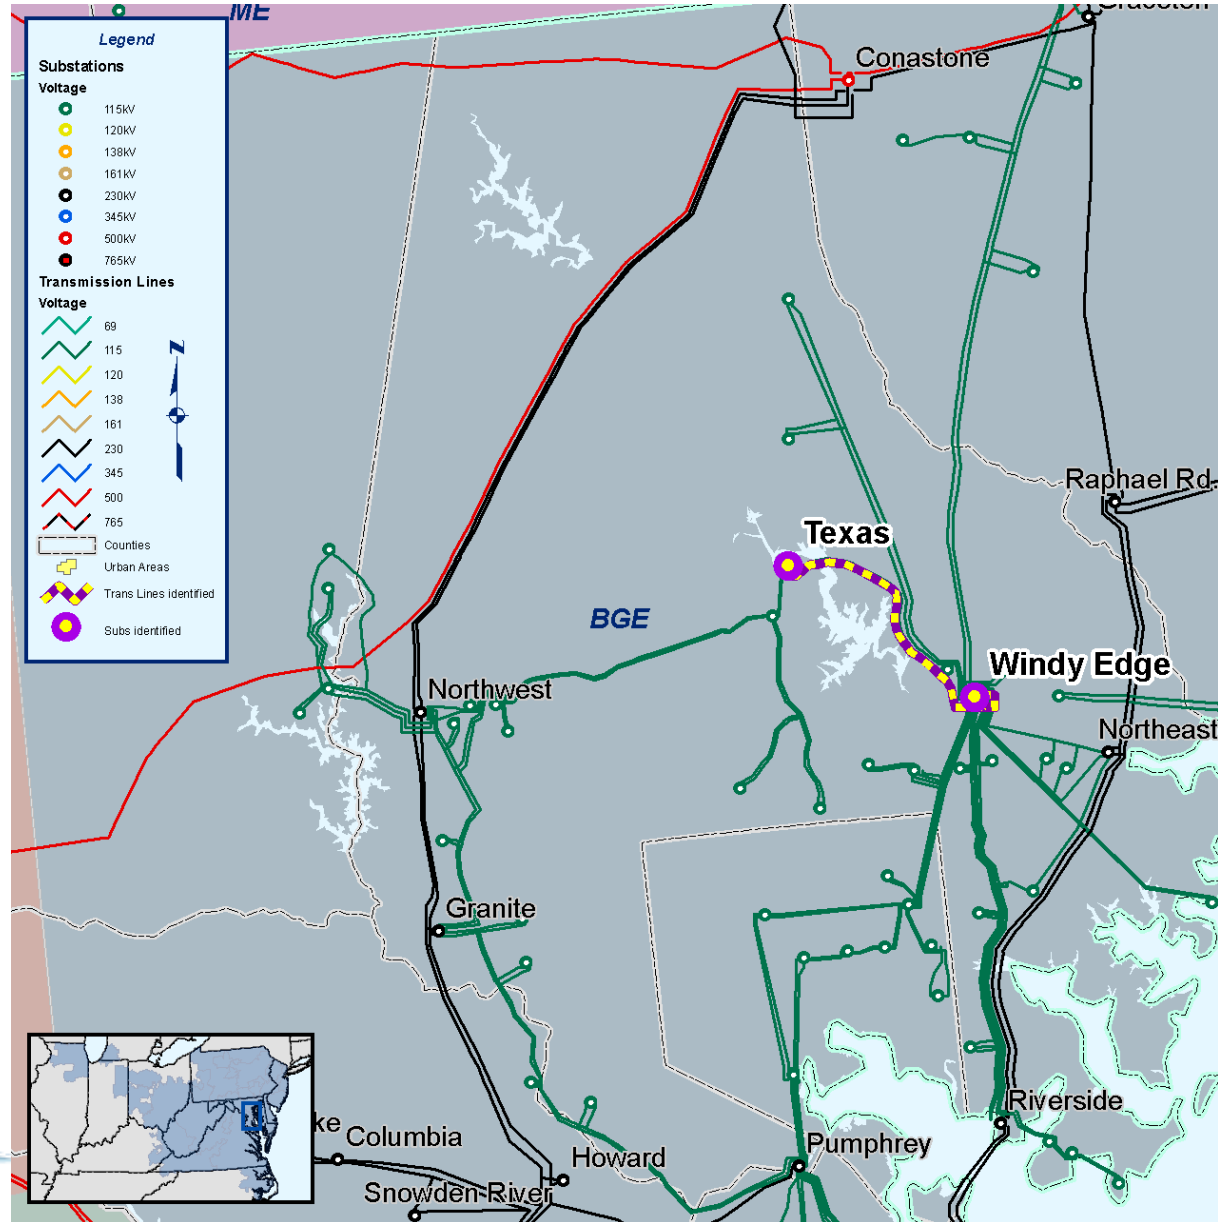 ME
Graceton
Legend
Substations
Voltage
115kV
120kV
138kV
161kV
230kV
345kV
500kV
765kV
Transmission Lines
Voltage
69
115
120
138
161
230
345
500
765
Counties
Urban Areas
Trans Lines identified
Subs identified
N
Conastone
Raphael Rd
Texas
BGE
Windy Edge
Northwest
Northeast
Granite
Riverside
ke
Columbia
Pumphrey
Howard
Snowden River